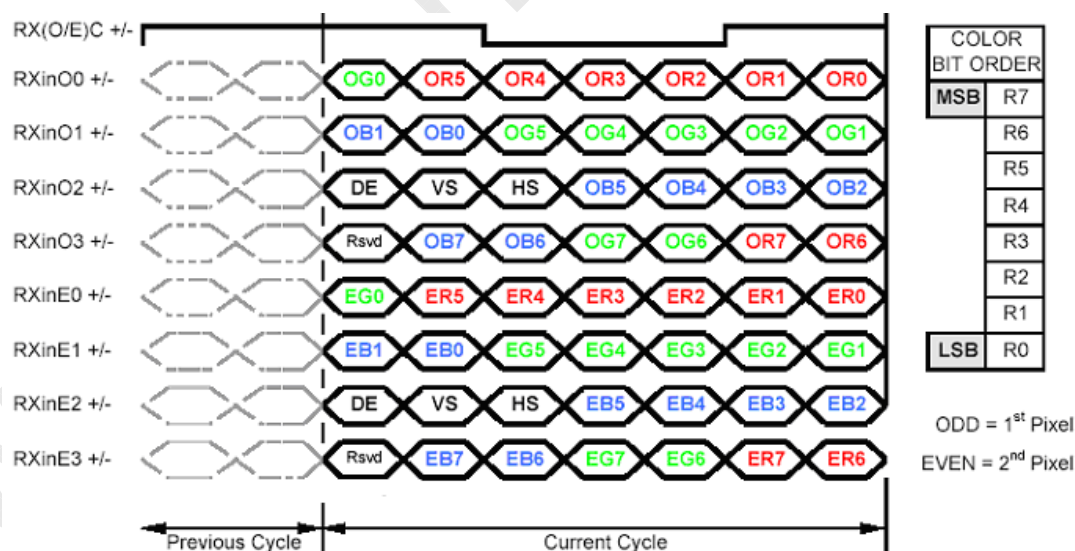 RX(O/E)C +/-
RXinO0 +/- OG0 OR5 OR4 OR3 OR2 OR1 OR0
RXinO1 +/- OB1 OB0 OG5 OG4 OG3 OG2 OG1
RXinO2 +/- DE VS HS OB5 OB4 OB3 OB2
RXinO3 +/- Rsvd OB7 OB6 OG7 OG6 OR7 OR6
RXinE0 +/- EG0 ER5 ER4 ER3 ER2 ER1 ER0
RXinE1 +/- EB1 EB0 EG5 EG4 EG3 EG2 EG1
RXinE2 +/- DE VS HS EB5 EB4 EB3 EB2
RXinE3 +/- Rsvd EB7 EB6 EG7 EG6 ER7 ER6
Previous Cycle Current Cycle
COLOR
BIT ORDER
MSB R7
R6
R5
R4
R3
R2
R1
LSB R0
ODD = 1st Pixel
EVEN = 2nd Pixel